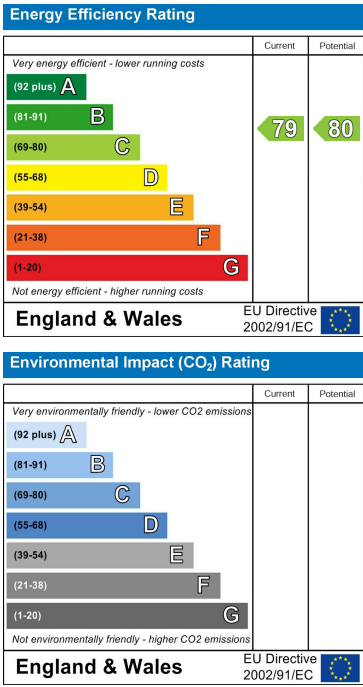 Energy Efficiency Rating
Current Potential
Very energy efficient - lower running costs
(92 plus) A
(81-91) B
(69-80) C
79 80
(55-68) D
(39-54) E
(21-38) F
(1-20) G
Not energy efficient - higher running costs
England & Wales
EU Directive
2002/91/EC
Environmental Impact (CO₂) Rating
Current Potential
Very environmentally friendly - lower CO2 emissions
(92 plus) A
(81-91) B
(69-80) C
(55-68) D
(39-54) E
(21-38) F
(1-20) G
Not environmentally friendly - higher CO2 emissions
England & Wales
EU Directive
2002/91/EC